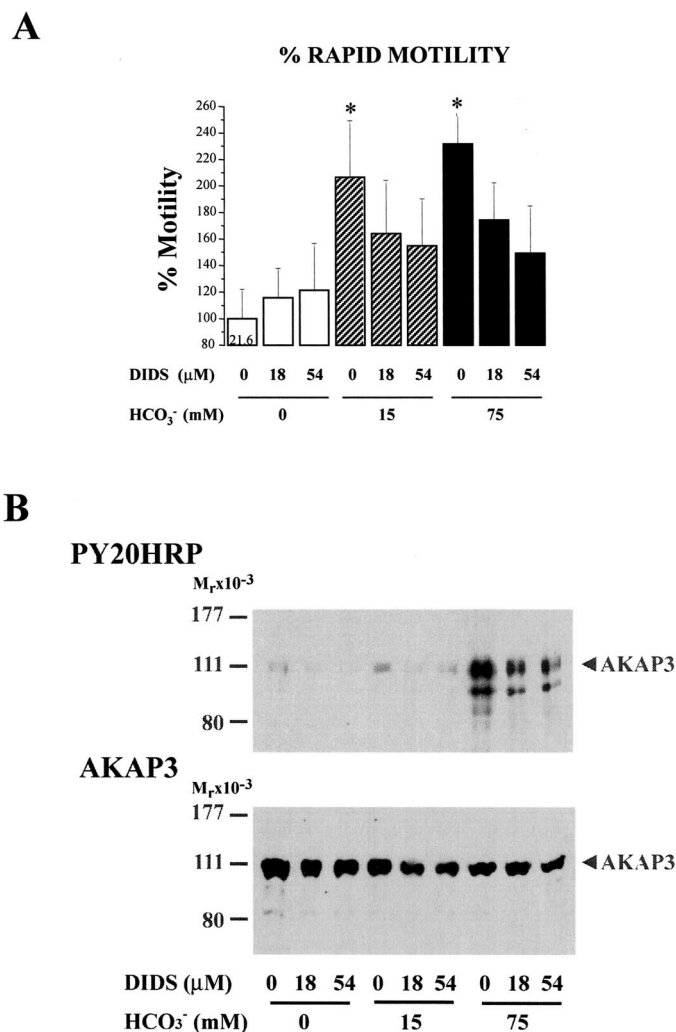 A
% RAPID MOTILITY
% Motility
260
240
220
200
180
160
140
120
100
80
21.6
*
*
DIDS (μM) 0 18 54 0 18 54 0 18 54
HCO₃⁻ (mM) 0 15 75
B
PY20HRP
Mᵣx10⁻³
177
111
80
◄AKAP3
AKAP3
Mᵣx10⁻³
177
111
80
◄AKAP3
DIDS (μM) 0 18 54 0 18 54 0 18 54
HCO₃⁻ (mM) 0 15 75